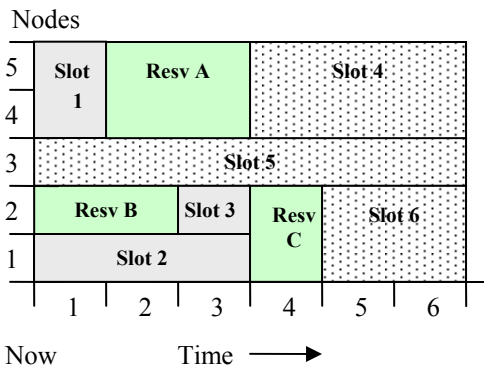 Nodes
5
Slot
1
Resv A
Slot 4
4
3
Slot 5
2
Resv B
Slot 3
Resv
C
Slot 6
1
Slot 2
1 2 3 4 5 6
Now
Time